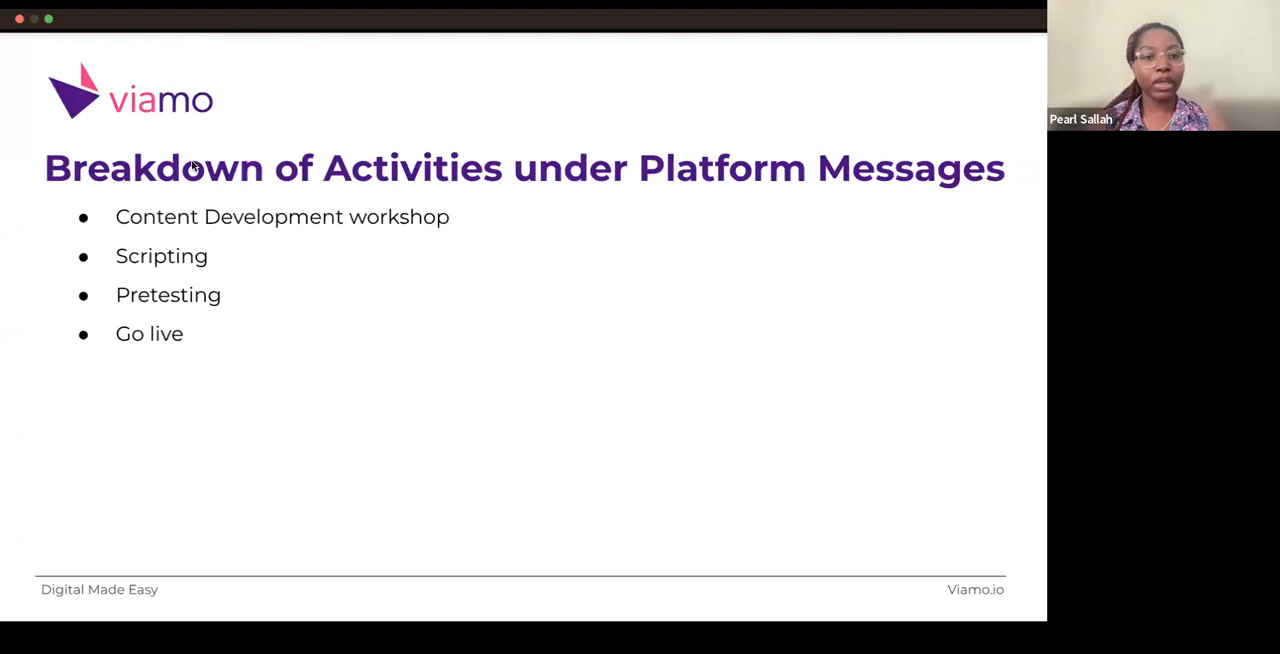 viamo
Pearl Sallah
Breakdown of Activities under Platform Messages
● Content Development workshop
● Scripting
● Pretesting
● Go live
Digital Made Easy
Viamo.io